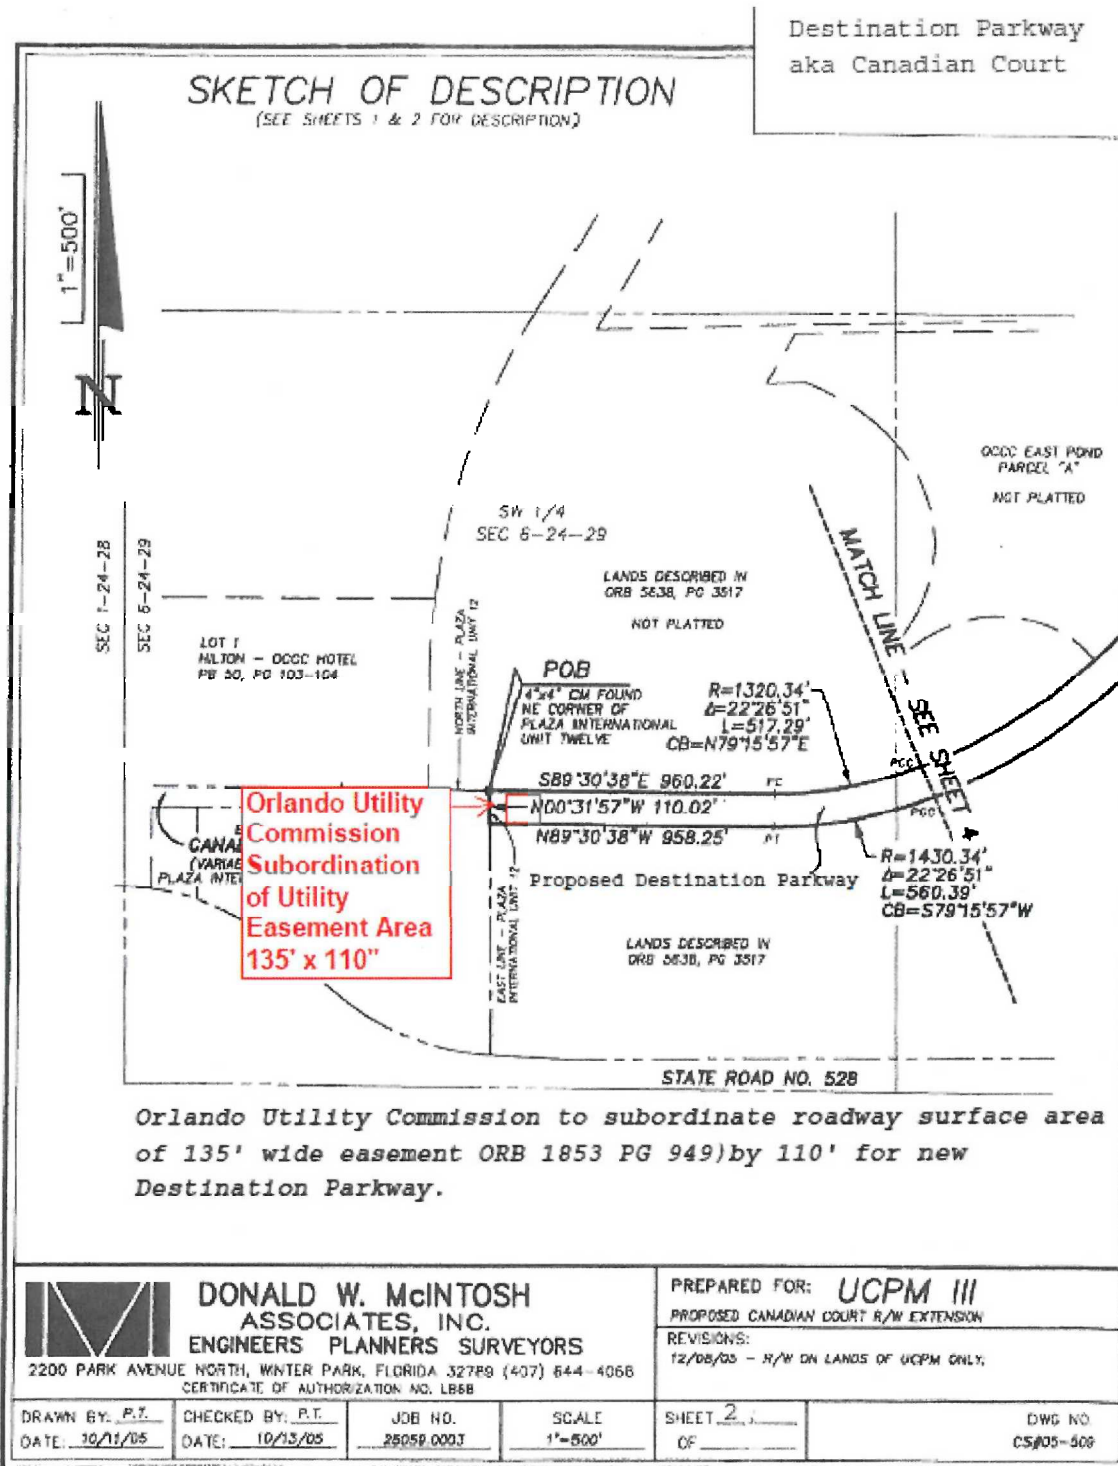 Destination Parkway
aka Canadian Court
SKETCH OF DESCRIPTION
(SEE SHEETS 1 & 2 FOR DESCRIPTION)
1"=500'
N
SEC 1-24-28
SEC 6-24-29
SW 1/4
SEC 6-24-29
OCCC EAST POND
PARCEL "A"
NOT PLATTED
MATCH LINE - SEE SHEET 4
LANDS DESCRIBED IN
ORB 5638, PG 3517
NOT PLATTED
LOT 1
HILTON - OCCC HOTEL
PB 50, PG 103-104
NORTH LINE - PLAZA
INTERNATIONAL UNIT 12
POB
4"x4" CM FOUND
NE CORNER OF
PLAZA INTERNATIONAL
UNIT TWELVE
R=1320.34'
Δ=22°26'51"
L=517.29'
CB=N79°15'57"E
S89°30'38"E 960.22'
PC
PCC
N00°31'57"W 110.02'
N89°30'38"W 958.25'
PT
PCC
R=1430.34'
Δ=22°26'51"
L=560.39'
CB=S79°15'57"W
Proposed Destination Parkway
CANA
(VARIA
PLAZA INTE
Orlando Utility
Commission
Subordination
of Utility
Easement Area
135' x 110"
EAST LINE - PLAZA
INTERNATIONAL UNIT 12
LANDS DESCRIBED IN
ORB 5638, PG 3517
STATE ROAD NO. 528
Orlando Utility Commission to subordinate roadway surface area
of 135' wide easement ORB 1853 PG 949)by 110' for new
Destination Parkway.
DONALD W. McINTOSH
ASSOCIATES, INC.
ENGINEERS PLANNERS SURVEYORS
2200 PARK AVENUE NORTH, WINTER PARK, FLORIDA 32789 (407) 644-4068
CERTIFICATE OF AUTHORIZATION NO. LB68
PREPARED FOR: UCPM III
PROPOSED CANADIAN COURT R/W EXTENSION
REVISIONS:
12/08/05 - R/W ON LANDS OF UCPM ONLY.
DRAWN BY: P.T.
DATE: 10/11/05
CHECKED BY: P.T.
DATE: 10/13/05
JOB NO.
25059.0003
SCALE
1"=500'
SHEET 2
OF
DWG NO.
CS#05-509